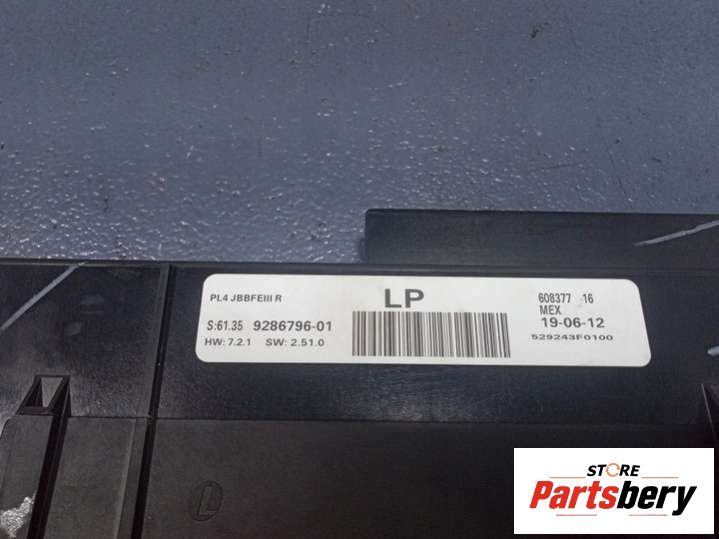 PL4 JBBFEIII R
LP
608377 16
MEX
S:61.35 9286796-01
19-06-12
HW: 7.2.1 SW: 2.51.0
529243F0100
STORE
Partsbery